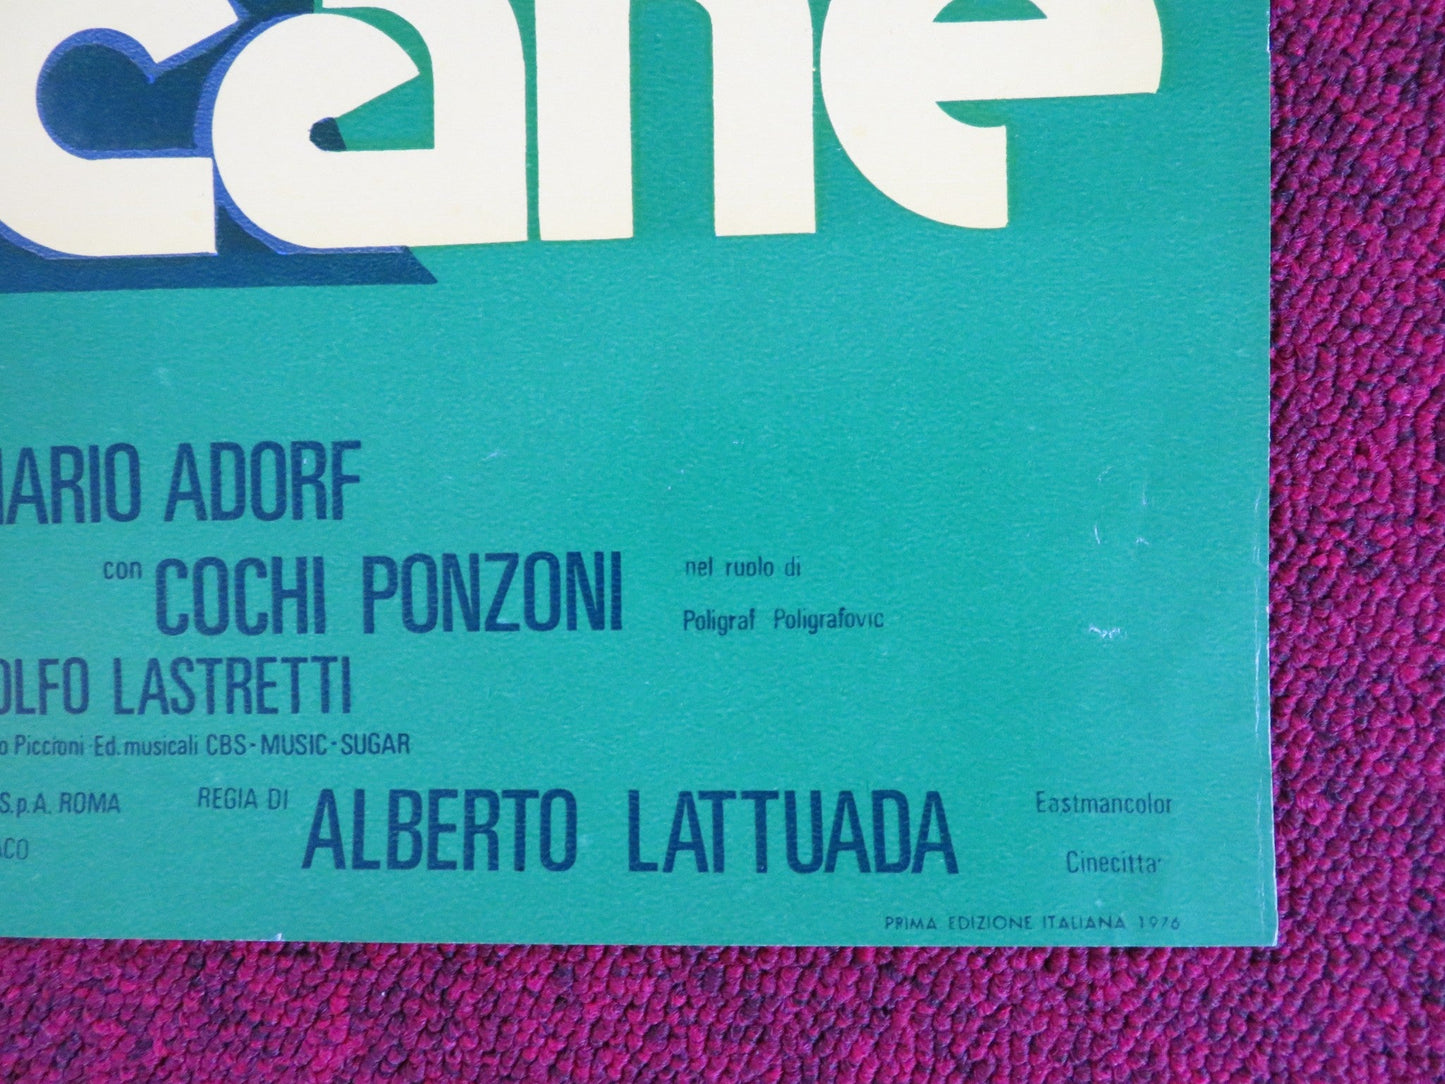 cane
MARIO ADORF
con COCHI PONZONI nel ruolo di
Poligraf Poligrafovic
OLFO LASTRETTI
o Piccioni Ed. musicali CBS - MUSIC - SUGAR
S.p.A. ROMA REGIA DI ALBERTO LATTUADA Eastmancolor
ACO Cinecitta'
PRIMA EDIZIONE ITALIANA 1976